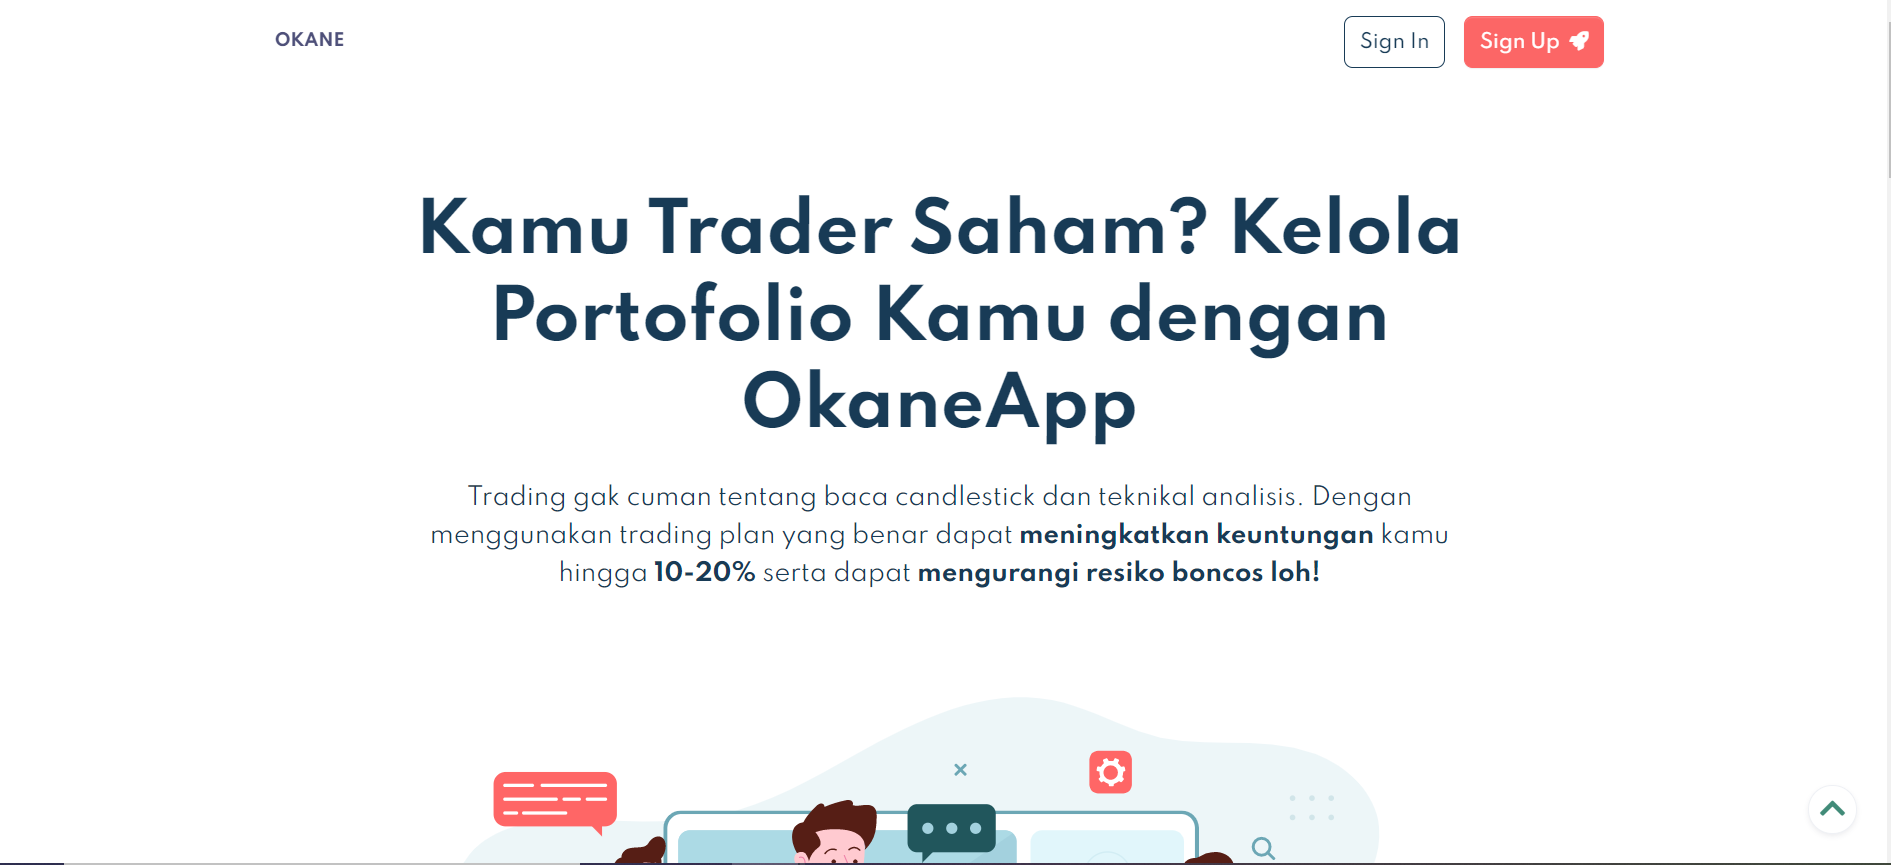 OKANE
Sign In
Sign Up
Kamu Trader Saham? Kelola
Portofolio Kamu dengan
OkaneApp
Trading gak cuman tentang baca candlestick dan teknikal analisis. Dengan
menggunakan trading plan yang benar dapat meningkatkan keuntungan kamu
hingga 10-20% serta dapat mengurangi resiko boncos loh!